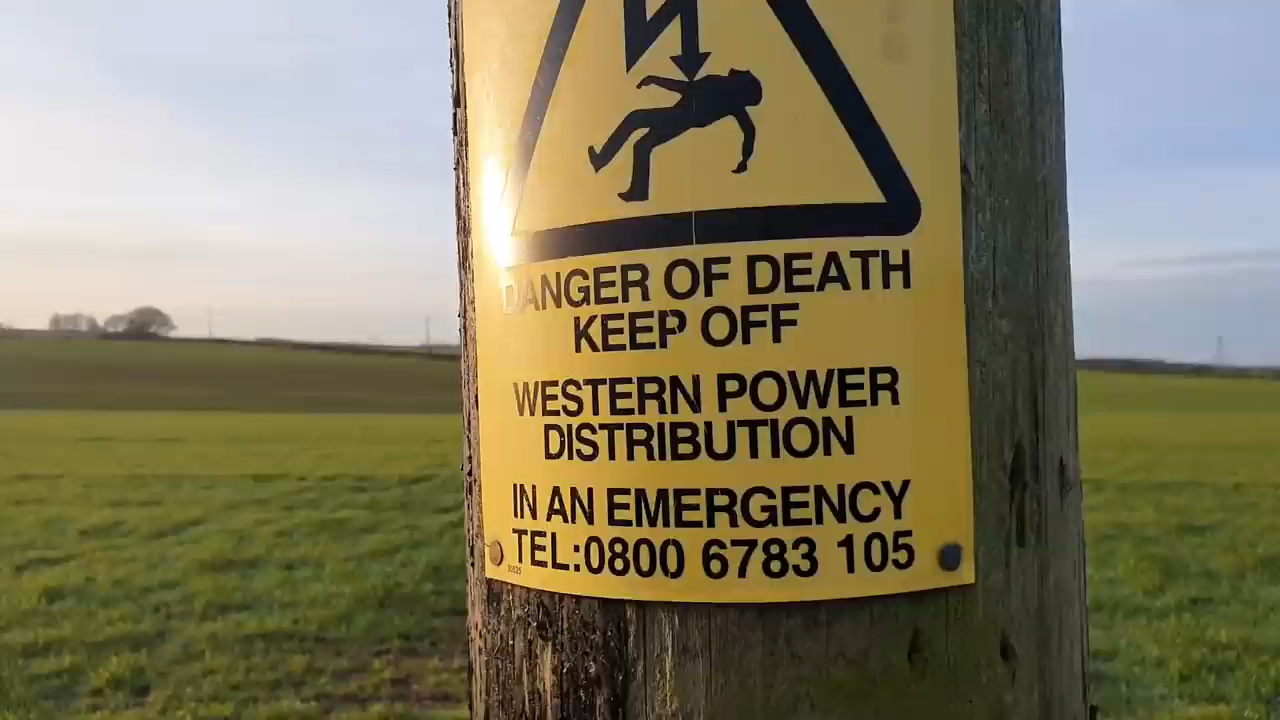 DANGER OF DEATH
KEEP OFF
WESTERN POWER
DISTRIBUTION
IN AN EMERGENCY
TEL:0800 6783 105